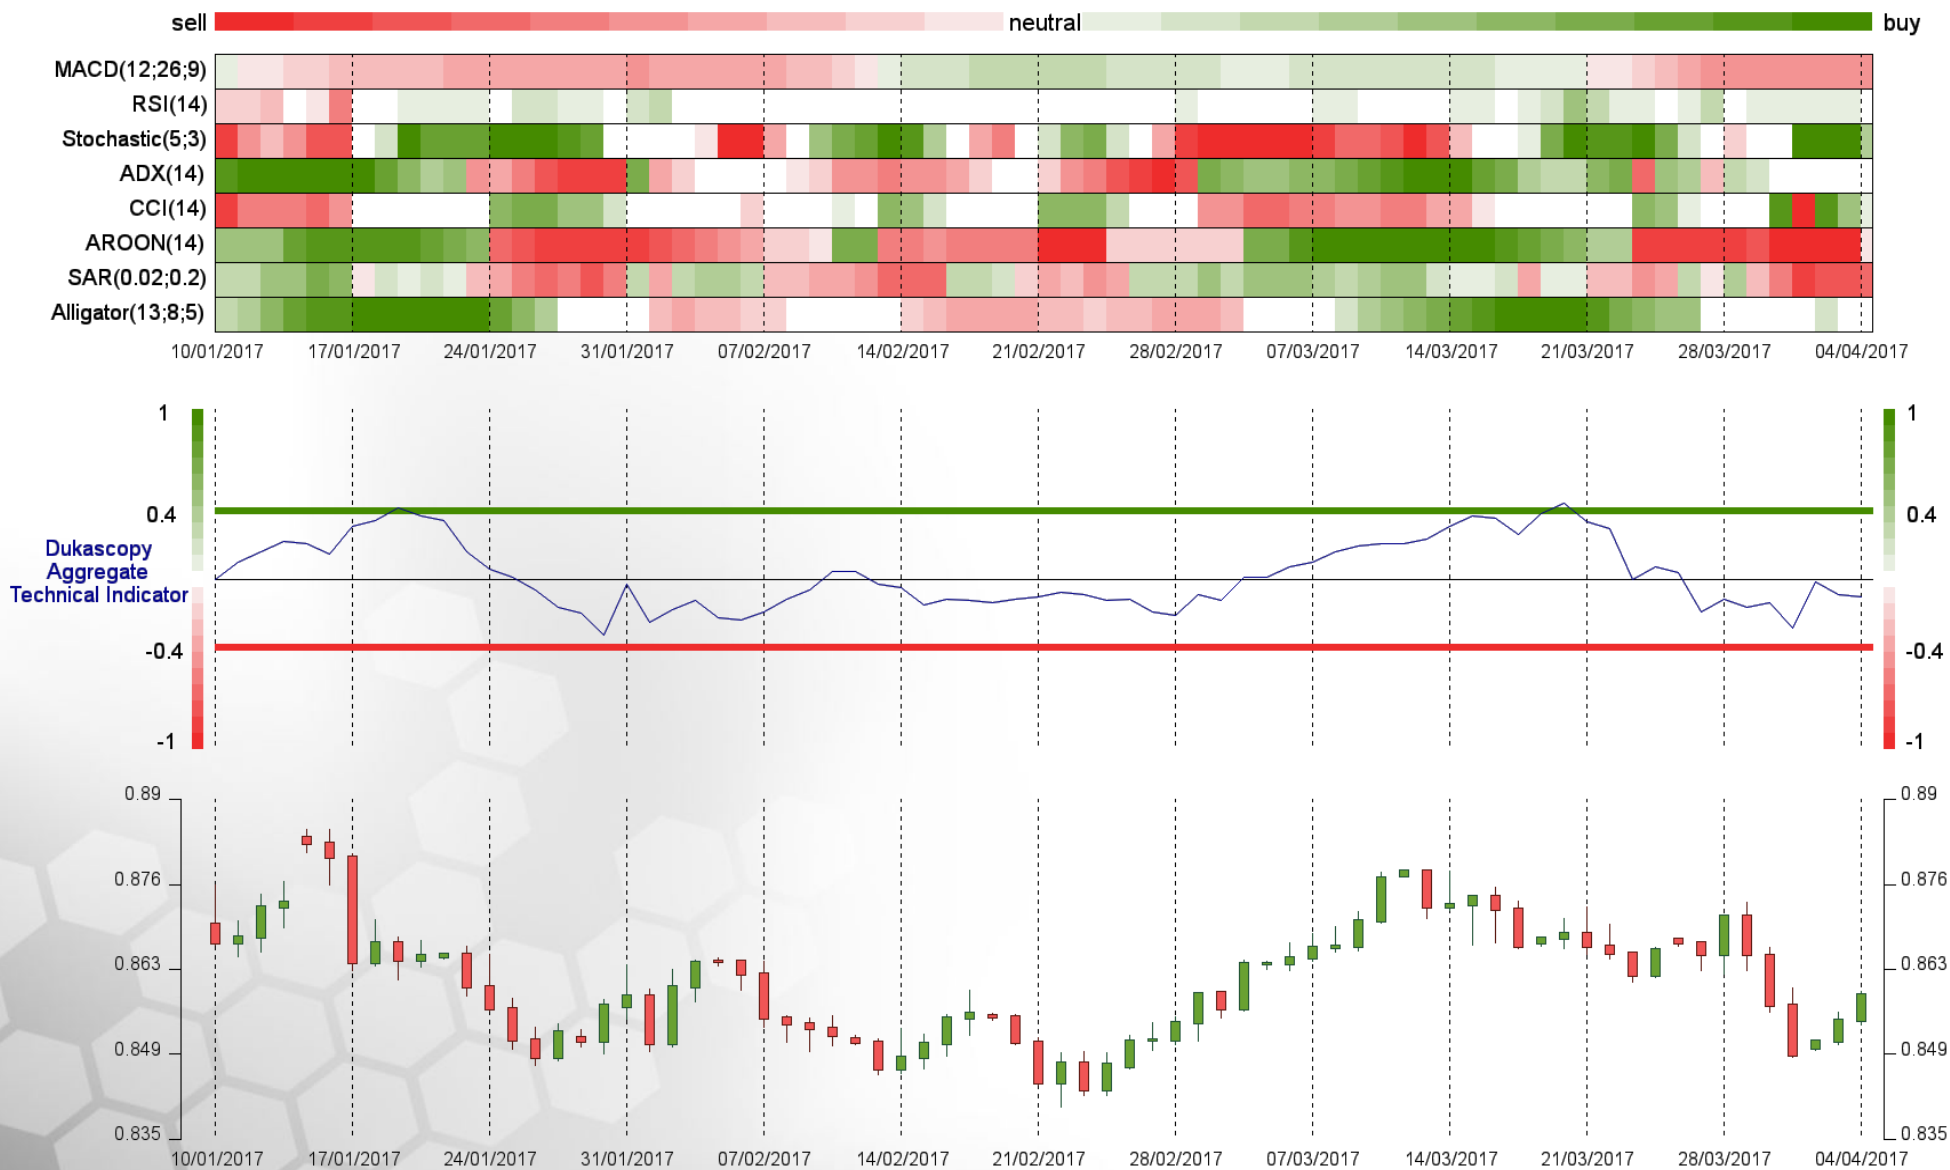 sell neutral buy
MACD(12;26;9)
RSI(14)
Stochastic(5;3)
ADX(14)
CCI(14)
AROON(14)
SAR(0.02;0.2)
Alligator(13;8;5)
10/01/2017 17/01/2017 24/01/2017 31/01/2017 07/02/2017 14/02/2017 21/02/2017 28/02/2017 07/03/2017 14/03/2017 21/03/2017 28/03/2017 04/04/2017
1 1
0.4 0.4
Dukascopy
Aggregate
Technical Indicator
-0.4 -0.4
-1 -1
0.89 0.89
0.876 0.876
0.863 0.863
0.849 0.849
0.835 0.835
10/01/2017 17/01/2017 24/01/2017 31/01/2017 07/02/2017 14/02/2017 21/02/2017 28/02/2017 07/03/2017 14/03/2017 21/03/2017 28/03/2017 04/04/2017